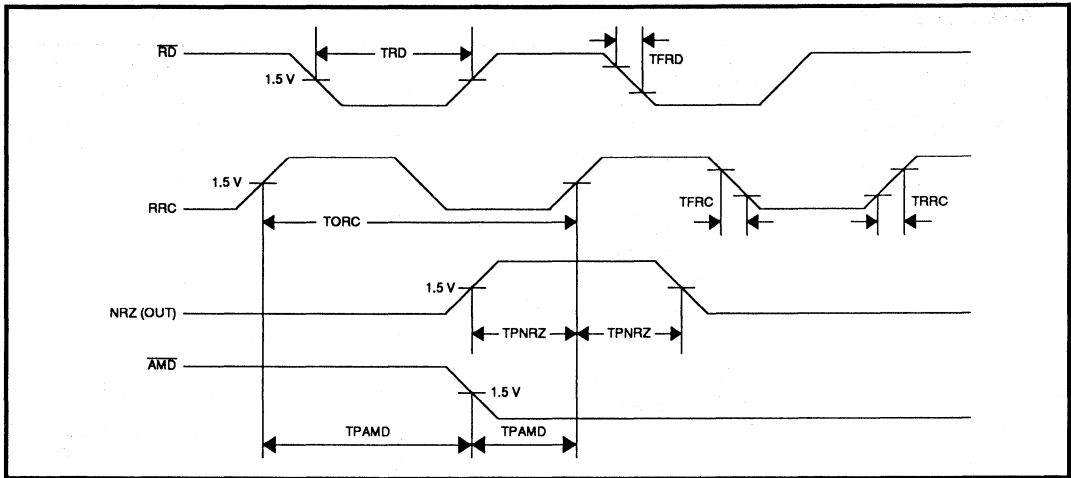 RD
TRD
TFRD
1.5 V
1.5 V
RRC
TORC
TFRC
TRRC
1.5 V
NRZ (OUT)
TPNRZ
TPNRZ
AMD
1.5 V
TPAMD
TPAMD